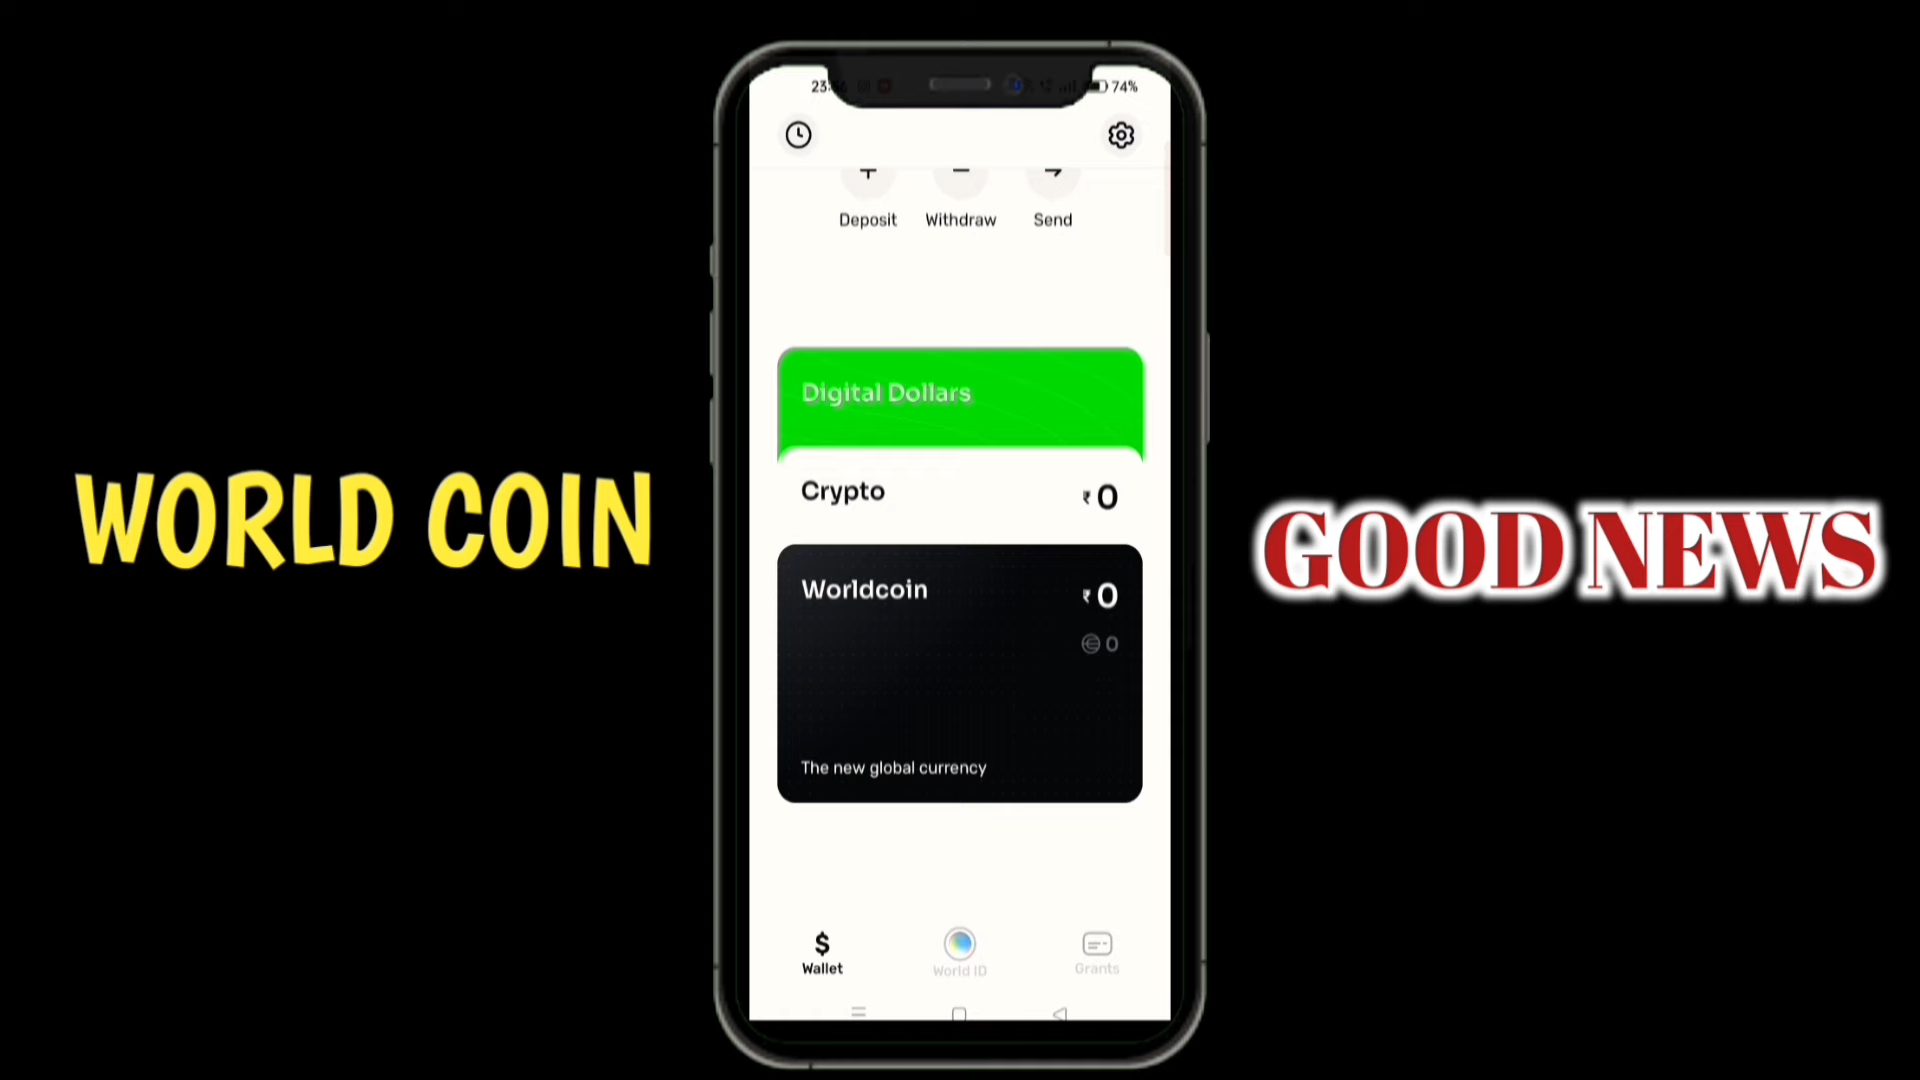 74%
Deposit Withdraw Send
Digital Dollars
Crypto ₹0
Worldcoin ₹0
0
The new global currency
Wallet World ID Grants
WORLD COIN
GOOD NEWS